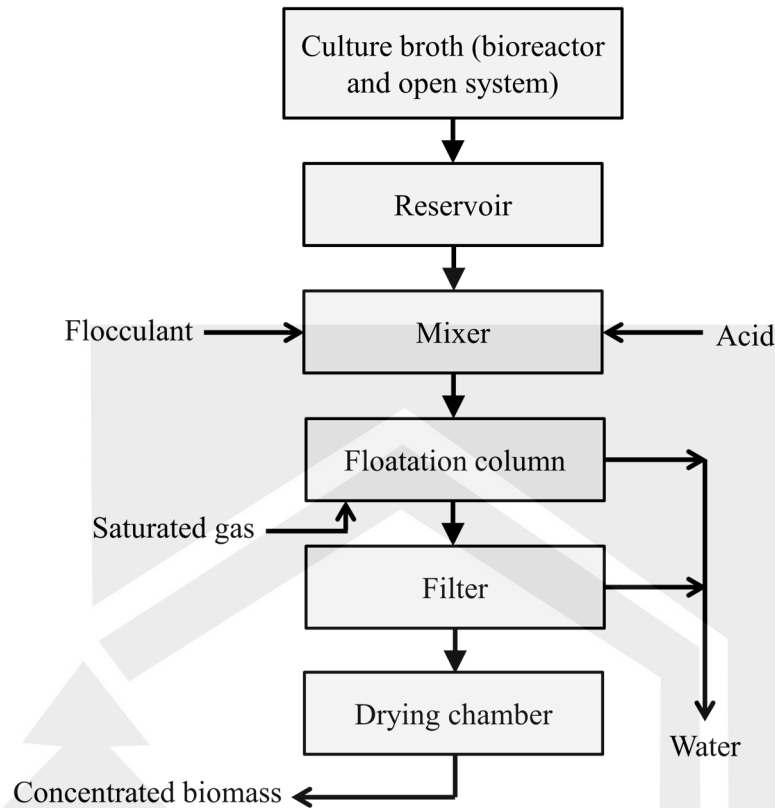 Culture broth (bioreactor
and open system)
Reservoir
Flocculant
Mixer
Acid
Floatation column
Saturated gas
Filter
Drying chamber
Water
Concentrated biomass